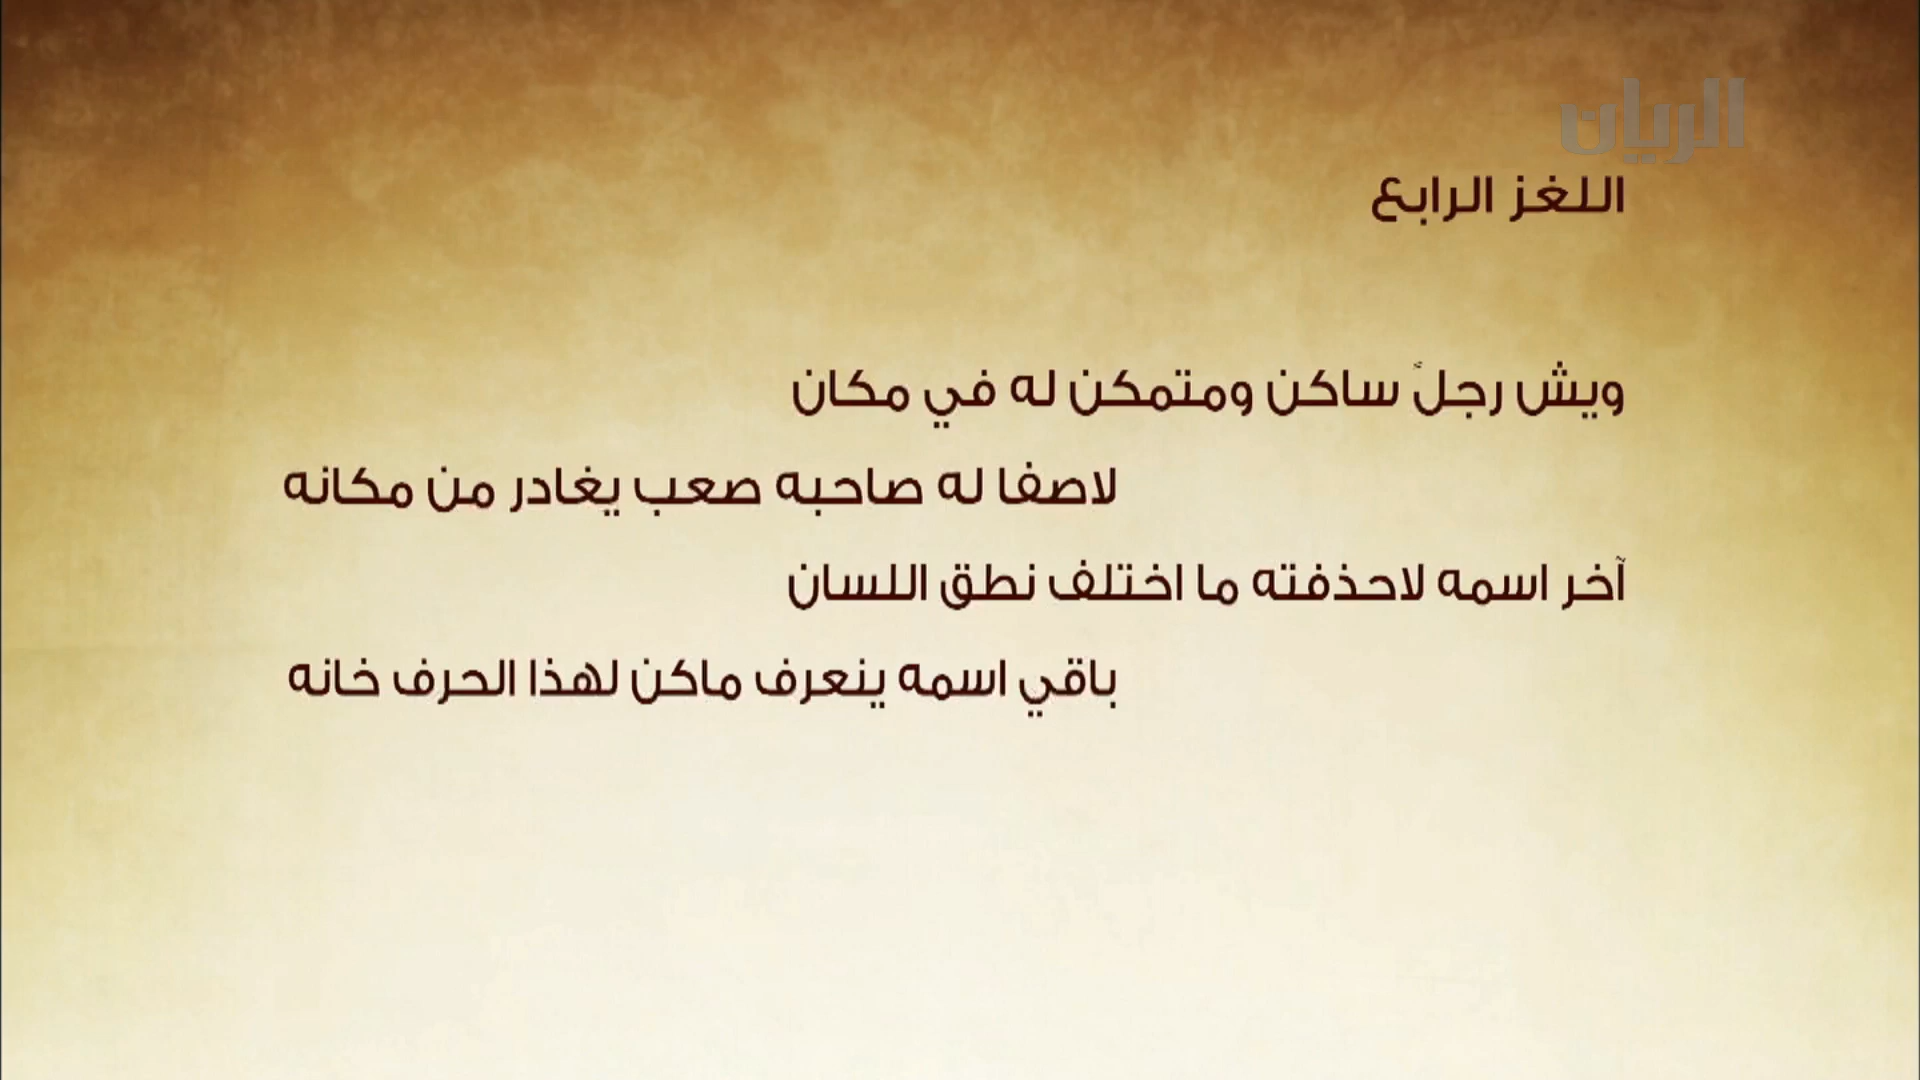 الريان
اللغز الرابع
ويش رجلً ساكن ومتمكن له في مكان
لاصفا له صاحبه صعب يغادر من مكانه
آخر اسمه لاحذفته ما اختلف نطق اللسان
باقي اسمه ينعرف ماكن لهذا الحرف خانه